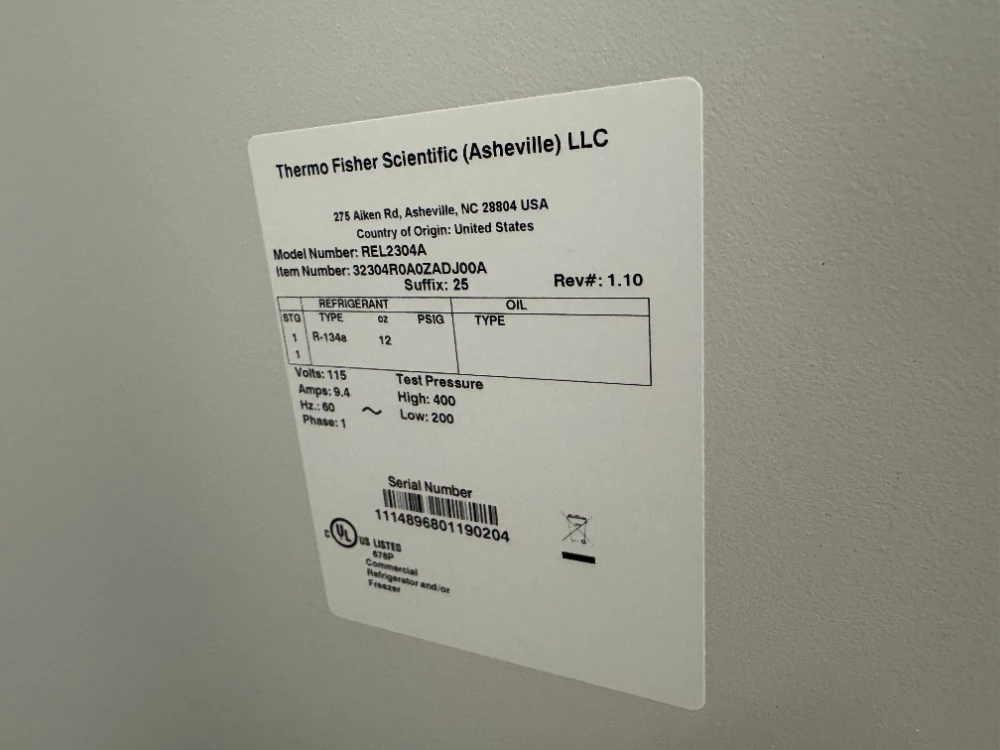 Thermo Fisher Scientific (Asheville) LLC
275 Aiken Rd, Asheville, NC 28804 USA
Country of Origin: United States
Model Number: REL2304A
Item Number: 32304R0A0ZADJ00A
Suffix: 25 Rev#: 1.10
REFRIGERANT OIL
STG TYPE oz PSIG TYPE
1 R-134a 12
1
Volts: 115 Test Pressure
Amps: 9.4 High: 400
Hz.: 60 ~ Low: 200
Phase: 1
Serial Number
1114896801190204
c UL US LISTED
678P
Commercial
Refrigerator and/or
Freezer